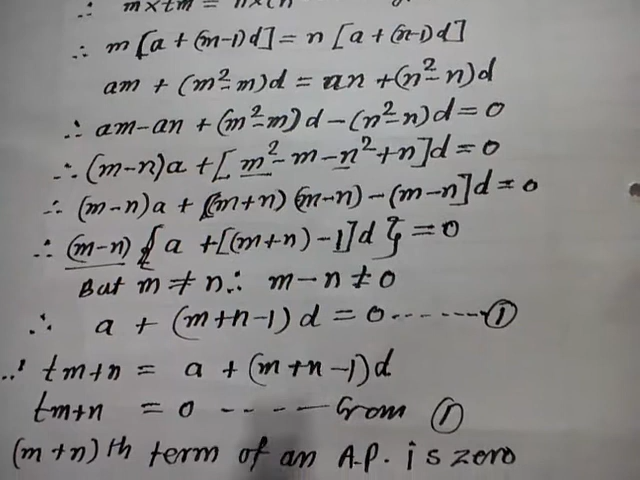 ∴ m[a + (m-1)d] = n[a + (n-1)d]
am + (m²-m)d = an + (n²-n)d
∴ am-an + (m²-m)d - (n²-n)d = 0
∴ (m-n)a + [m²-m-n²+n]d = 0
∴ (m-n)a + [(m+n)(m-n) - (m-n]d = 0
∴ (m-n) { a + [(m+n)-1]d } = 0
But m ≠ n ∴ m-n ≠ 0
∴ a + (m+n-1)d = 0 ------- ①
∴ tm+n = a + (m+n-1)d
tm+n = 0 ----- from ①
(m+n)th term of an A.P. is zero